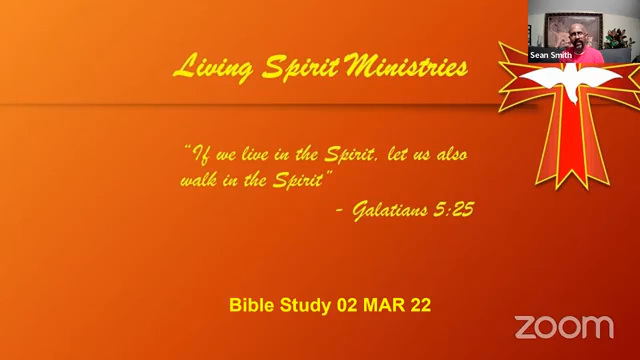 Sean Smith
Living Spirit Ministries
“If we live in the Spirit, let us also
walk in the Spirit”
- Galatians 5:25
Bible Study 02 MAR 22
zoom